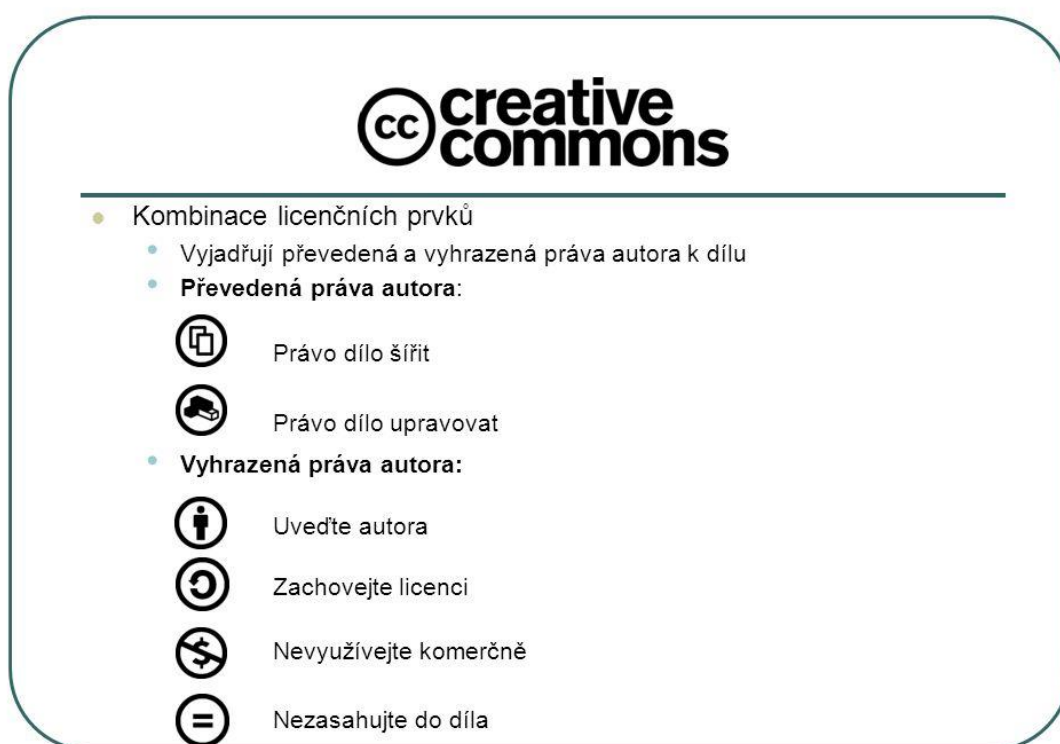 cc creative
commons
Kombinace licenčních prvků
Vyjadřují převedená a vyhrazená práva autora k dílu
Převedená práva autora:
Právo dílo šířit
Právo dílo upravovat
Vyhrazená práva autora:
Uveďte autora
Zachovejte licenci
$ Nevyužívejte komerčně
= Nezasahujte do díla